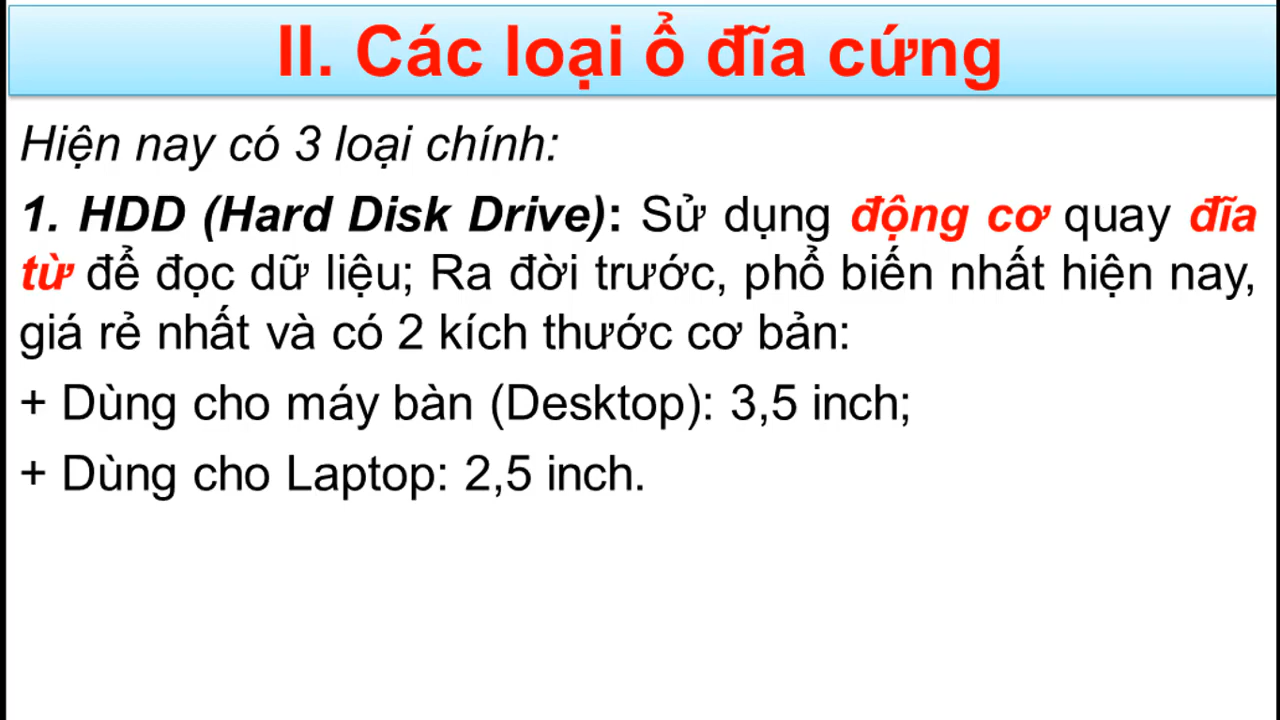 II. Các loại ổ đĩa cứng
Hiện nay có 3 loại chính:
1. HDD (Hard Disk Drive): Sử dụng động cơ quay đĩa
từ để đọc dữ liệu; Ra đời trước, phổ biến nhất hiện nay,
giá rẻ nhất và có 2 kích thước cơ bản:
+ Dùng cho máy bàn (Desktop): 3,5 inch;
+ Dùng cho Laptop: 2,5 inch.